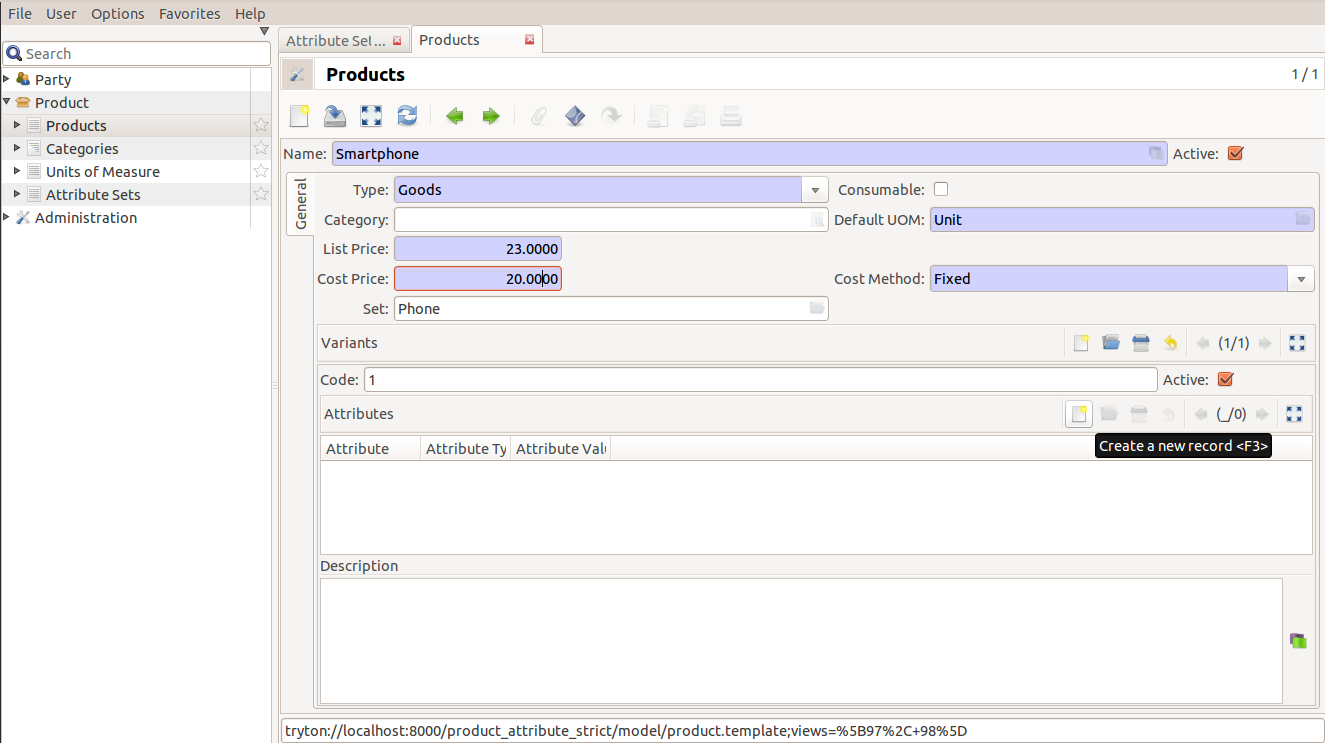 File User Options Favorites Help
Search
Party
Product
Products
Categories
Units of Measure
Attribute Sets
Administration
Attribute Set... Products
Products 1 / 1
Name: Smartphone Active:
General
Type: Goods Consumable:
Category: Default UOM: Unit
List Price: 23.0000
Cost Price: 20.0000 Cost Method: Fixed
Set: Phone
Variants (1/1)
Code: 1 Active:
Attributes (_/0)
Create a new record <F3>
Attribute Attribute Ty Attribute Valu
Description
tryton://localhost:8000/product_attribute_strict/model/product.template;views=%5B97%2C+98%5D